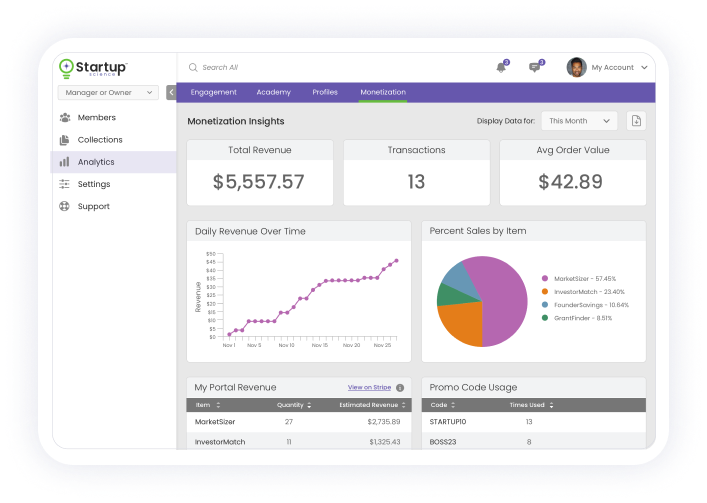 Startup
science
Search All
3
3
My Account
Manager or Owner
Engagement
Academy
Profiles
Monetization
Members
Collections
Analytics
Settings
Support
Monetization Insights
Display Data for:
This Month
Total Revenue
$5,557.57
Transactions
13
Avg Order Value
$42.89
Daily Revenue Over Time
Revenue
$50
$45
$40
$35
$30
$25
$20
$15
$10
$5
$0
Nov 1
Nov 5
Nov 10
Nov 15
Nov 20
Nov 25
Percent Sales by Item
MarketSizer - 57.45%
InvestorMatch - 23.40%
FounderSavings - 10.64%
GrantFinder - 8.51%
My Portal Revenue
View on Stripe
Item
Quantity
Estimated Revenue
MarketSizer
27
$2,735.89
InvestorMatch
11
$1,325.43
Promo Code Usage
Code
Times Used
STARTUP10
13
BOSS23
8